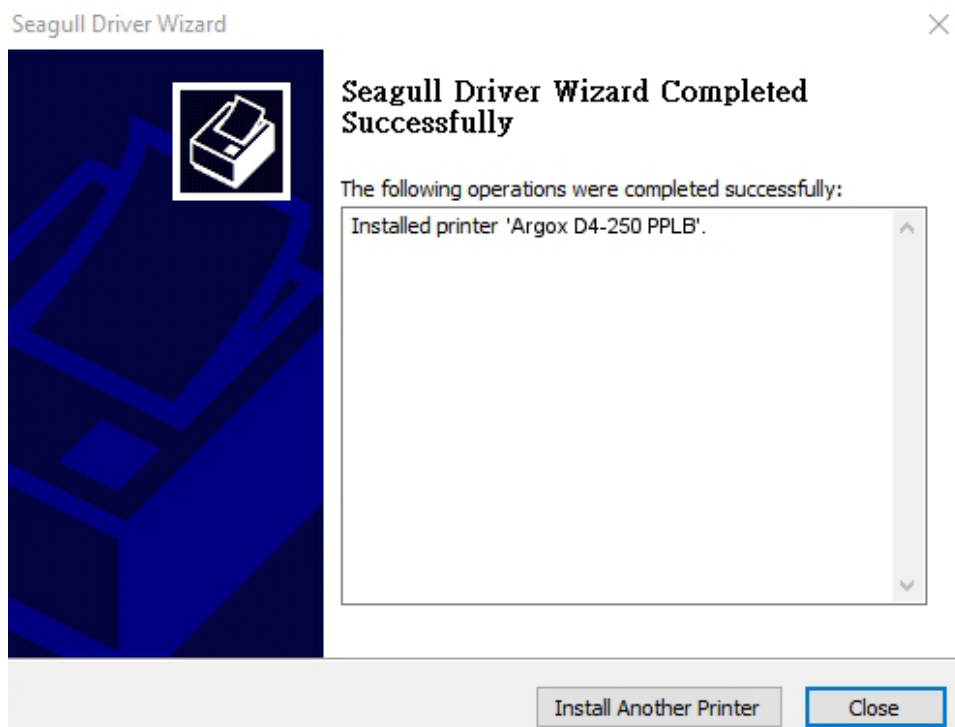 Seagull Driver Wizard
Seagull Driver Wizard Completed
Successfully
The following operations were completed successfully:
Installed printer 'Argox D4-250 PPLB'.
Install Another Printer
Close